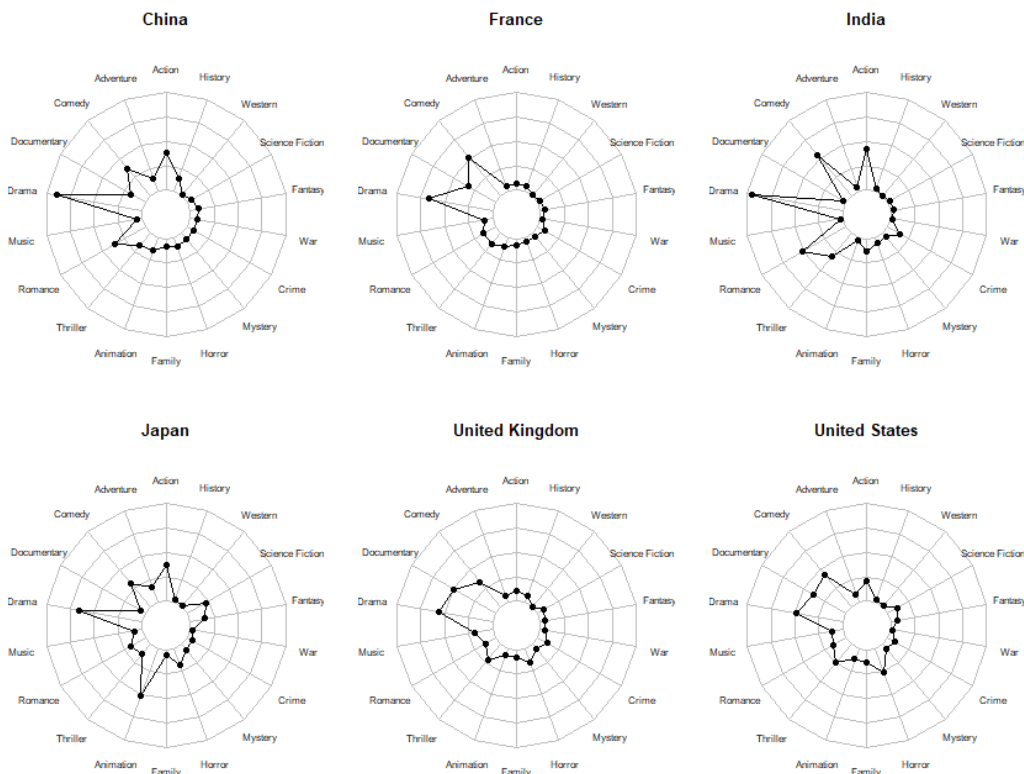 China
Action
Adventure
History
Comedy
Western
Documentary
Science Fiction
Drama
Fantasy
Music
War
Romance
Crime
Thriller
Mystery
Animation
Family
Horror
France
Action
Adventure
History
Comedy
Western
Documentary
Science Fiction
Drama
Fantasy
Music
War
Romance
Crime
Thriller
Mystery
Animation
Family
Horror
India
Action
Adventure
History
Comedy
Western
Documentary
Science Fiction
Drama
Fantasy
Music
War
Romance
Crime
Thriller
Mystery
Animation
Family
Horror
Japan
Action
Adventure
History
Comedy
Western
Documentary
Science Fiction
Drama
Fantasy
Music
War
Romance
Crime
Thriller
Mystery
Animation
Family
Horror
United Kingdom
Action
Adventure
History
Comedy
Western
Documentary
Science Fiction
Drama
Fantasy
Music
War
Romance
Crime
Thriller
Mystery
Animation
Family
Horror
United States
Action
Adventure
History
Comedy
Western
Documentary
Science Fiction
Drama
Fantasy
Music
War
Romance
Crime
Thriller
Mystery
Animation
Family
Horror